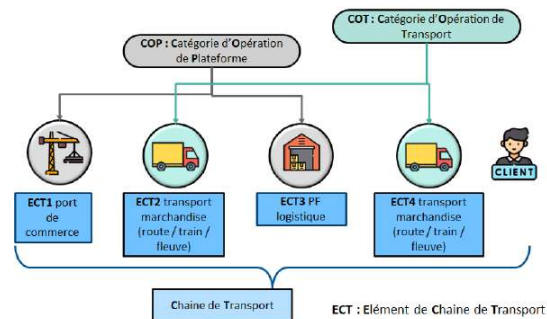 COT : Catégorie d'Opération de
Transport
COP : Catégorie d'Opération
de Plateforme
ECT1 port
de
commerce
ECT2 transport
marchandise
(route / train /
fleuve)
ECT3 PF
logistique
ECT4 transport
marchandise
(route / train /
fleuve)
CLIENT
Chaine de Transport
ECT : Elément de Chaine de Transport